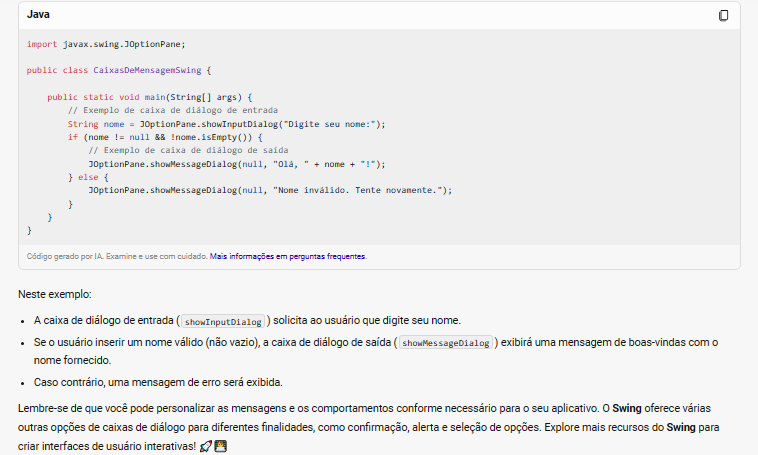 Java
import javax.swing.JOptionPane;
public class CaixasDeMensagemSwing {
public static void main(String[] args) {
// Exemplo de caixa de diálogo de entrada
String nome = JOptionPane.showInputDialog("Digite seu nome:");
if (nome != null && !nome.isEmpty()) {
// Exemplo de caixa de diálogo de saída
JOptionPane.showMessageDialog(null, "Olá, " + nome + "!");
} else {
JOptionPane.showMessageDialog(null, "Nome inválido. Tente novamente.");
}
}
}
Código gerado por IA. Examine e use com cuidado. Mais informações em perguntas frequentes.
Neste exemplo:
• A caixa de diálogo de entrada ( showInputDialog ) solicita ao usuário que digite seu nome.
• Se o usuário inserir um nome válido (não vazio), a caixa de diálogo de saída ( showMessageDialog ) exibirá uma mensagem de boas-vindas com o
nome fornecido.
• Caso contrário, uma mensagem de erro será exibida.
Lembre-se de que você pode personalizar as mensagens e os comportamentos conforme necessário para o seu aplicativo. O Swing oferece várias
outras opções de caixas de diálogo para diferentes finalidades, como confirmação, alerta e seleção de opções. Explore mais recursos do Swing para
criar interfaces de usuário interativas! 🚀👨‍💻